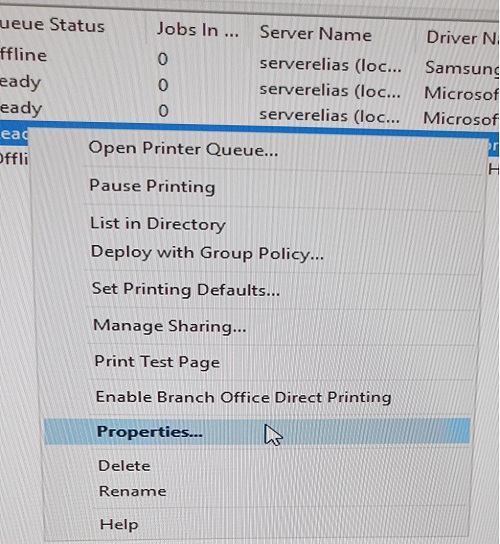 ueue Status Jobs In ... Server Name Driver Na
ffline 0 serverelias (loc... Samsung
eady 0 serverelias (loc... Microsof
eady 0 serverelias (loc... Microsof
eac
Offli H
Open Printer Queue...
Pause Printing
List in Directory
Deploy with Group Policy...
Set Printing Defaults...
Manage Sharing...
Print Test Page
Enable Branch Office Direct Printing
Properties...
Delete
Rename
Help